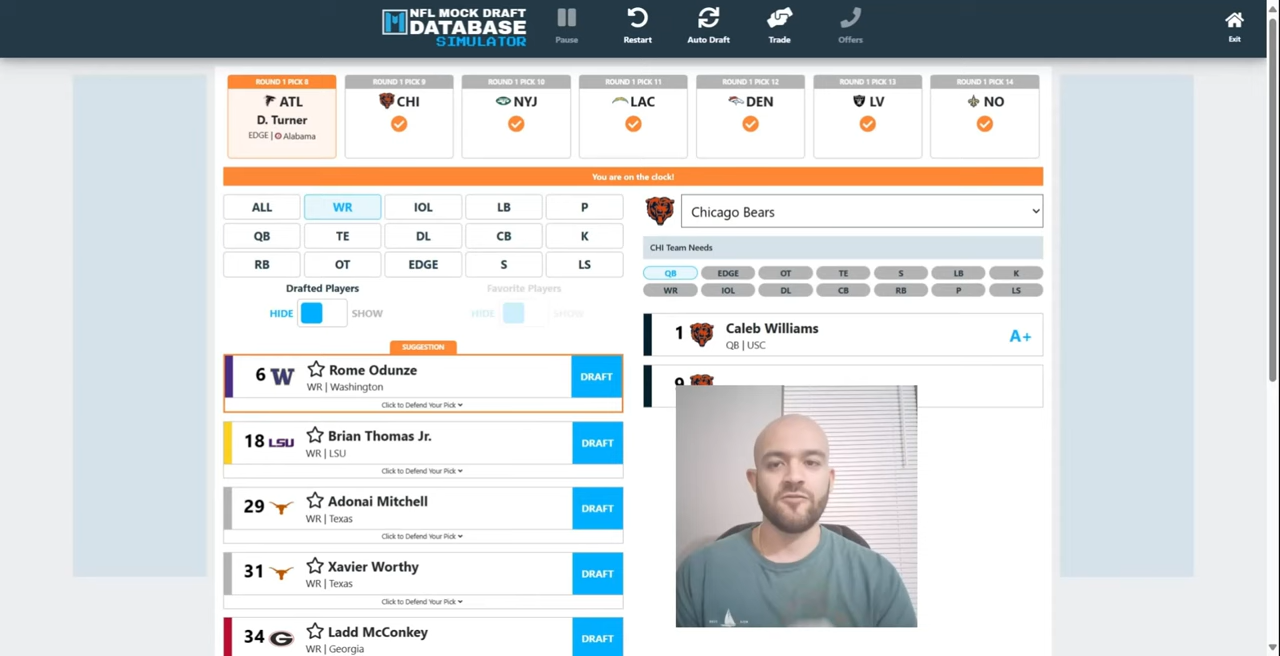 NFL MOCK DRAFT
DATABASE
SIMULATOR
Pause
Restart
Auto Draft
Trade
Offers
Exit
ROUND 1 PICK 8
ATL
D. Turner
EDGE | Alabama
ROUND 1 PICK 9
CHI
ROUND 1 PICK 10
NYJ
ROUND 1 PICK 11
LAC
ROUND 1 PICK 12
DEN
ROUND 1 PICK 13
LV
ROUND 1 PICK 14
NO
You are on the clock!
ALL WR IOL LB P
QB TE DL CB K
RB OT EDGE S LS
Drafted Players
HIDE SHOW
Favorite Players
HIDE SHOW
SUGGESTION
6 W Rome Odunze
WR | Washington
DRAFT
Click to Defend Your Pick
18 LSU Brian Thomas Jr.
WR | LSU
DRAFT
Click to Defend Your Pick
29 Adonai Mitchell
WR | Texas
DRAFT
Click to Defend Your Pick
31 Xavier Worthy
WR | Texas
DRAFT
Click to Defend Your Pick
34 G Ladd McConkey
WR | Georgia
DRAFT
Chicago Bears
CHI Team Needs
QB EDGE OT TE S LB K
WR IOL DL CB RB P LS
1 Caleb Williams
QB | USC
A+
9